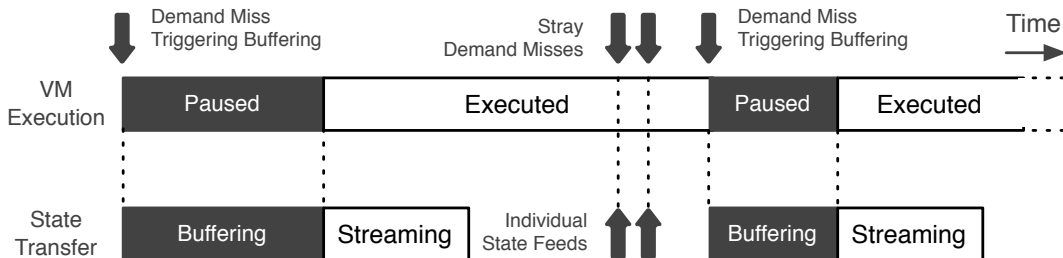 Demand Miss
Triggering Buffering
Stray
Demand Misses
Demand Miss
Triggering Buffering
Time
VM
Execution
Paused
Executed
Paused
Executed
State
Transfer
Buffering
Streaming
Individual
State Feeds
Buffering
Streaming